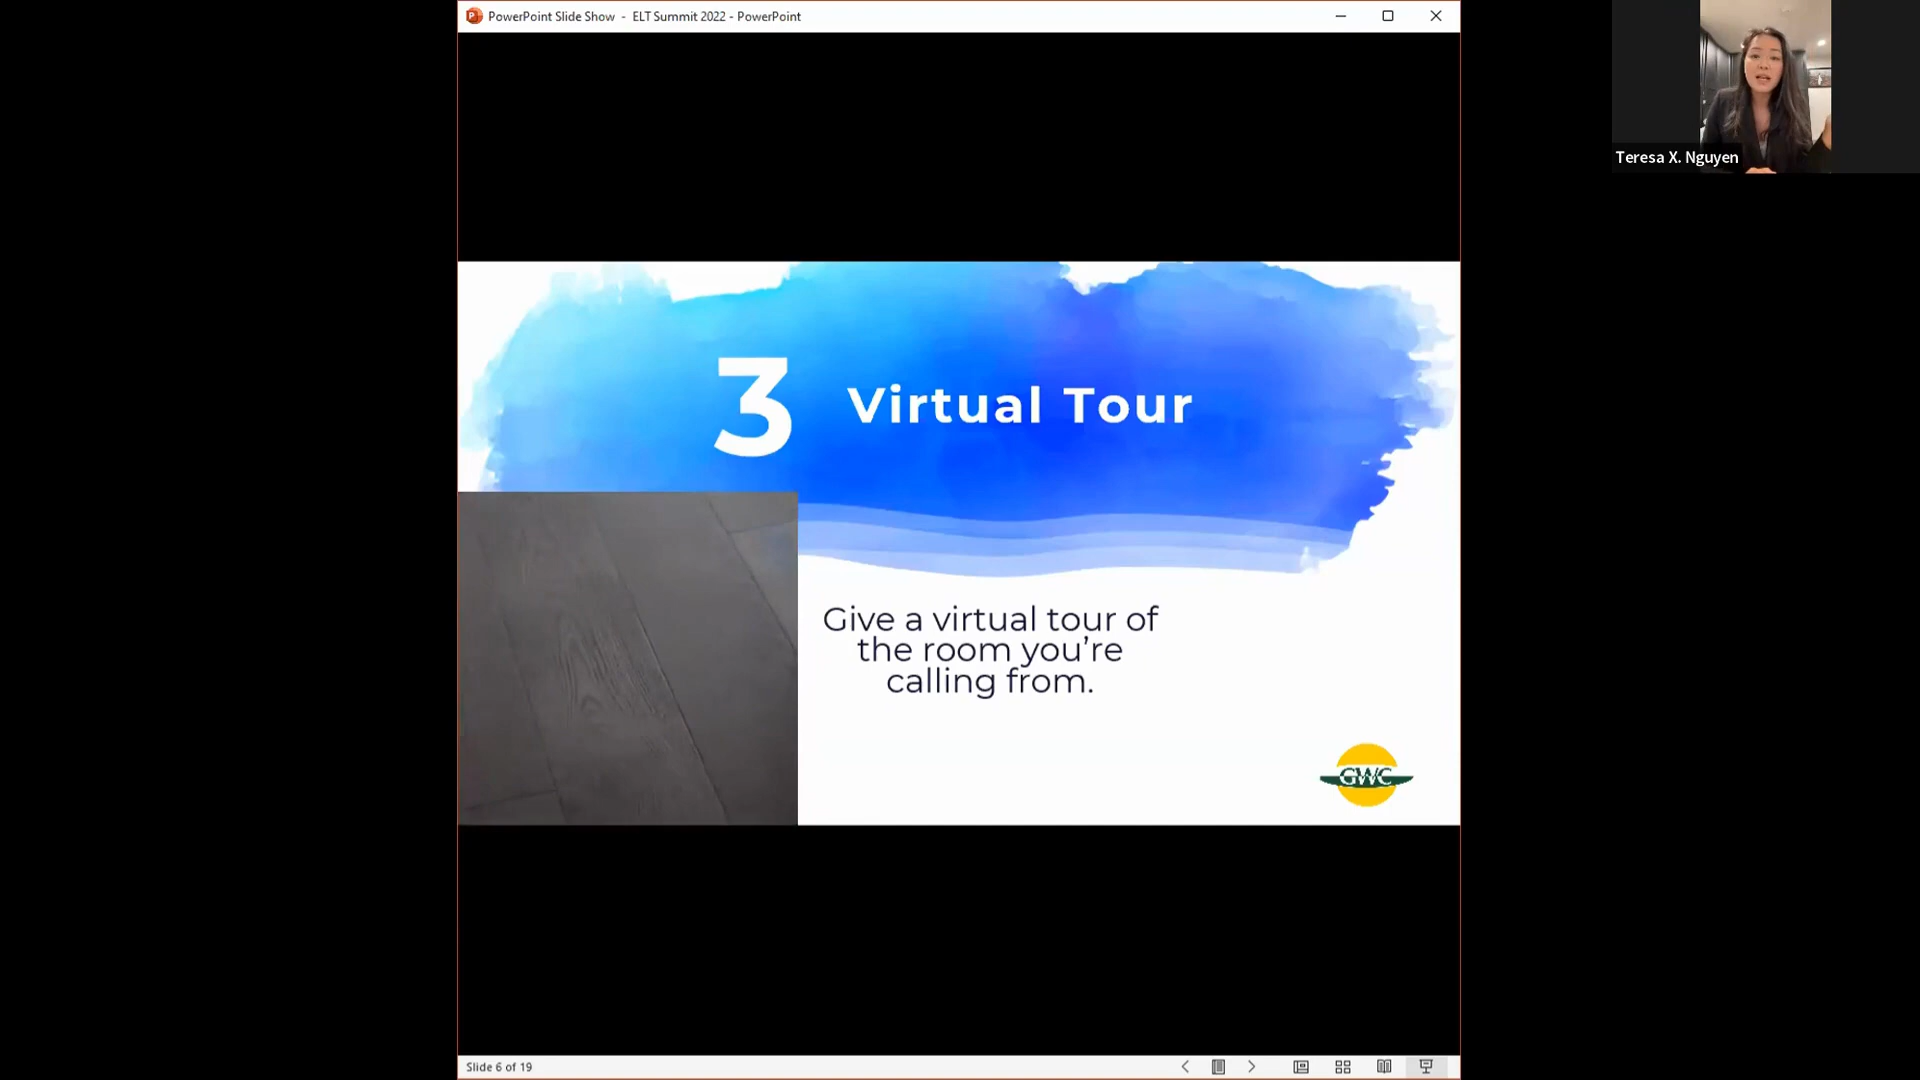 PowerPoint Slide Show - ELT Summit 2022 - PowerPoint
Teresa X. Nguyen
3 Virtual Tour
Give a virtual tour of
the room you're
calling from.
GWC
Slide 6 of 19